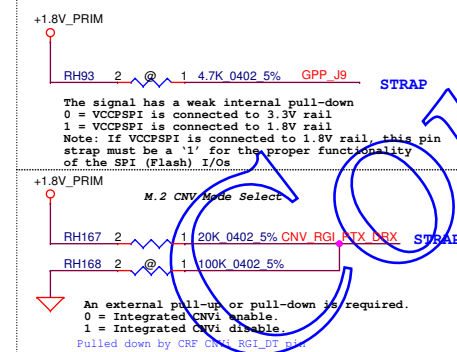 +1.8V_PRIM
RH93 2 @ 1 4.7K_0402_5% GPP_J9
STRAP
The signal has a weak internal pull-down
0 = VCCPSPI is connected to 3.3V rail
1 = VCCPSPI is connected to 1.8V rail
Note: If VCCPSPI is connected to 1.8V rail, this pin
strap must be a '1' for the proper functionality
of the SPI (Flash) I/Os
+1.8V_PRIM
M.2 CNV Mode Select
RH167 2 1 20K_0402_5% CNV_RGI_PTX_DRX STRAP
RH168 2 @ 1 100K_0402_5%
An external pull-up or pull-down is required.
0 = Integrated CNVi enable.
1 = Integrated CNVi disable.
Pulled down by CRF CNVi RGI_DT pin